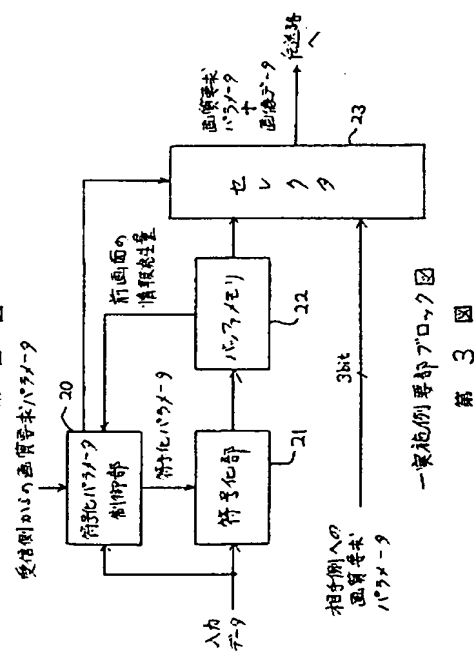 受信側からの画質要求パラメータ
20
符号化パラメータ
制御部
前画面の
情報発生量
符号化パラメータ
入力
データ
符号化部
21
バッファメモリ
22
セレクタ
23
画質要求
パラメータ
+
画像データ
伝送路
へ
3bit
相手側への
画質要求
パラメータ
一実施例要部ブロック図
第 3 図